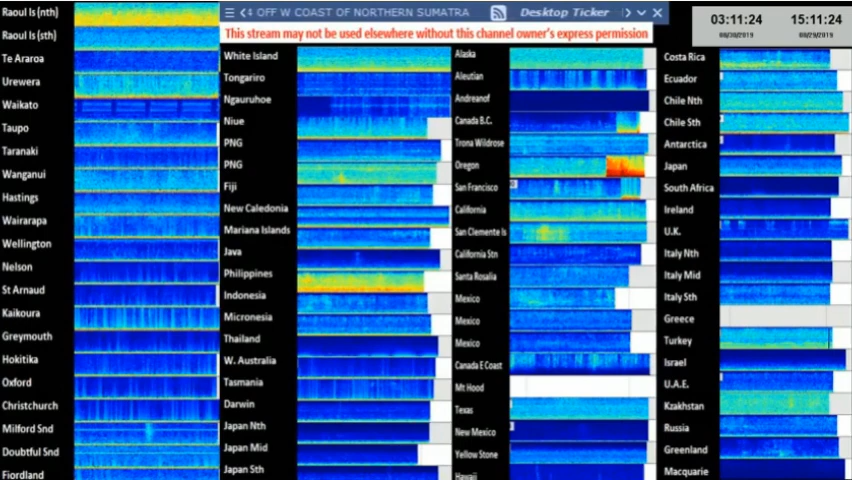 Raoul Is (nth)
Raoul Is (sth)
Te Araroa
Urewera
Waikato
Taupo
Taranaki
Wanganui
Hastings
Wairarapa
Wellington
Nelson
St Arnaud
Kaikoura
Greymouth
Hokitika
Oxford
Christchurch
Milford Snd
Doubtful Snd
Fiordland
OFF W COAST OF NORTHERN SUMATRA
Desktop Ticker
This stream may not be used elsewhere without this channel owner's express permission
White Island
Tongariro
Ngauruhoe
Niue
PNG
PNG
Fiji
New Caledonia
Mariana Islands
Java
Philippines
Indonesia
Micronesia
Thailand
W. Australia
Tasmania
Darwin
Japan Nth
Japan Mid
Japan Sth
Alaska
Aleutian
Andreanof
Canada B.C.
Trona Wildrose
Oregon
San Francisco
California
San Clemente Is
California Stn
Santa Rosalia
Mexico
Mexico
Mexico
Canada E Coast
Mt Hood
Texas
New Mexico
Yellow Stone
Hawaii
03:11:24 15:11:24
08/30/2019 08/29/2019
Costa Rica
Ecuador
Chile Nth
Chile Sth
Antarctica
Japan
South Africa
Ireland
U.K.
Italy Nth
Italy Mid
Italy Sth
Greece
Turkey
Israel
U.A.E.
Kzakhstan
Russia
Greenland
Macquarie